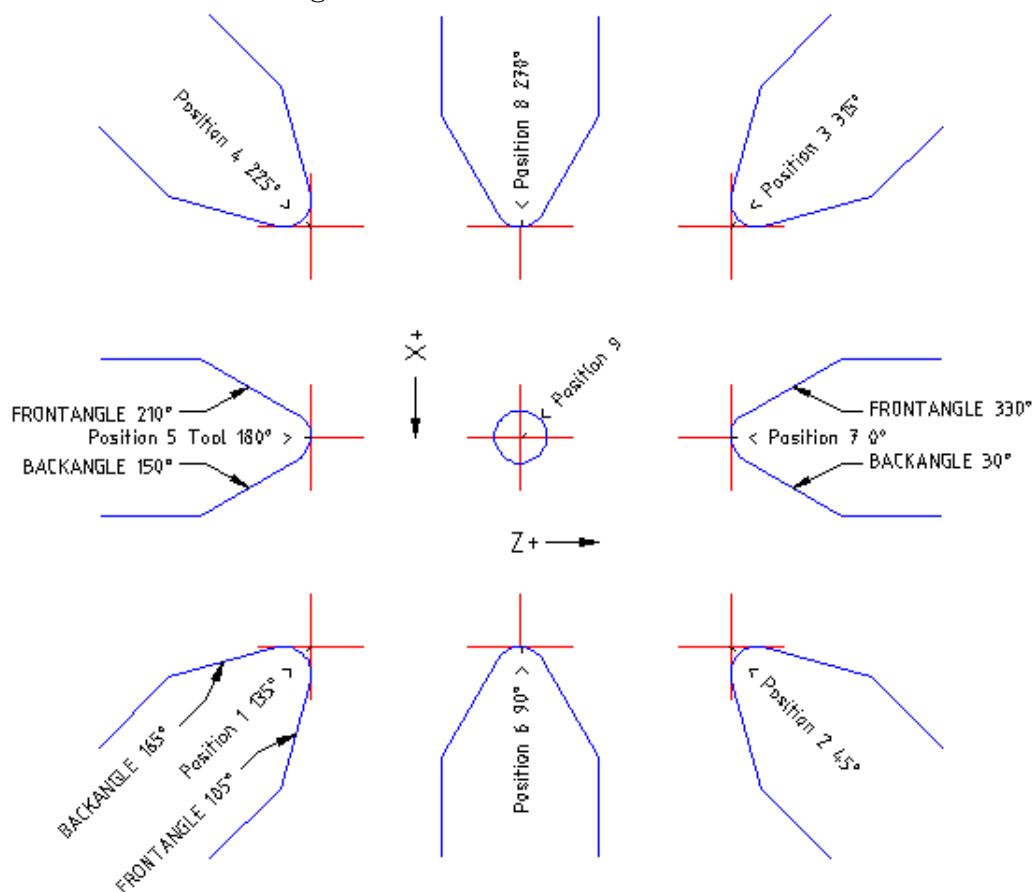 Position 4 225° >
< Position 8 270°
< Position 3 315°
X+
< Position 9
FRONTANGLE 210°
Position 5 Tool 180° >
BACKANGLE 150°
FRONTANGLE 330°
< Position 7 0°
BACKANGLE 30°
Z+
BACKANGLE 165°
Position 1 135° >
FRONTANGLE 105°
Position 6 90° >
< Position 2 45°